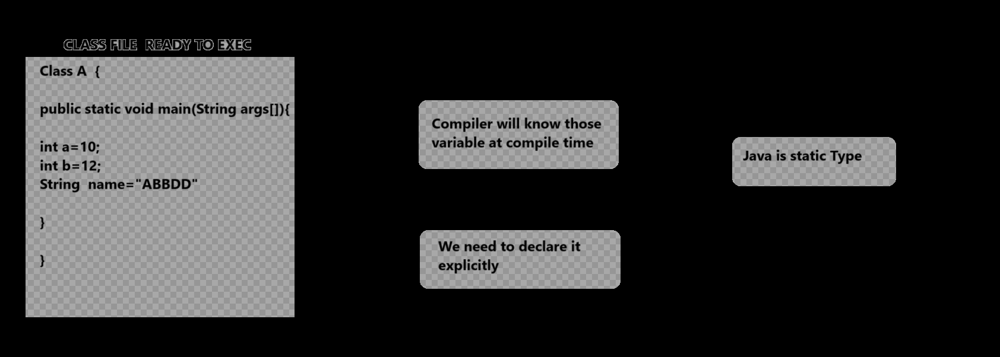 CLASS FILE  READY TO EXEC
Class A  {
public static void main(String args[]){
int a=10;
int b=12;
String  name="ABBDD"
}
}
Compiler will know those
variable at compile time
We need to declare it
explicitly
Java is static Type